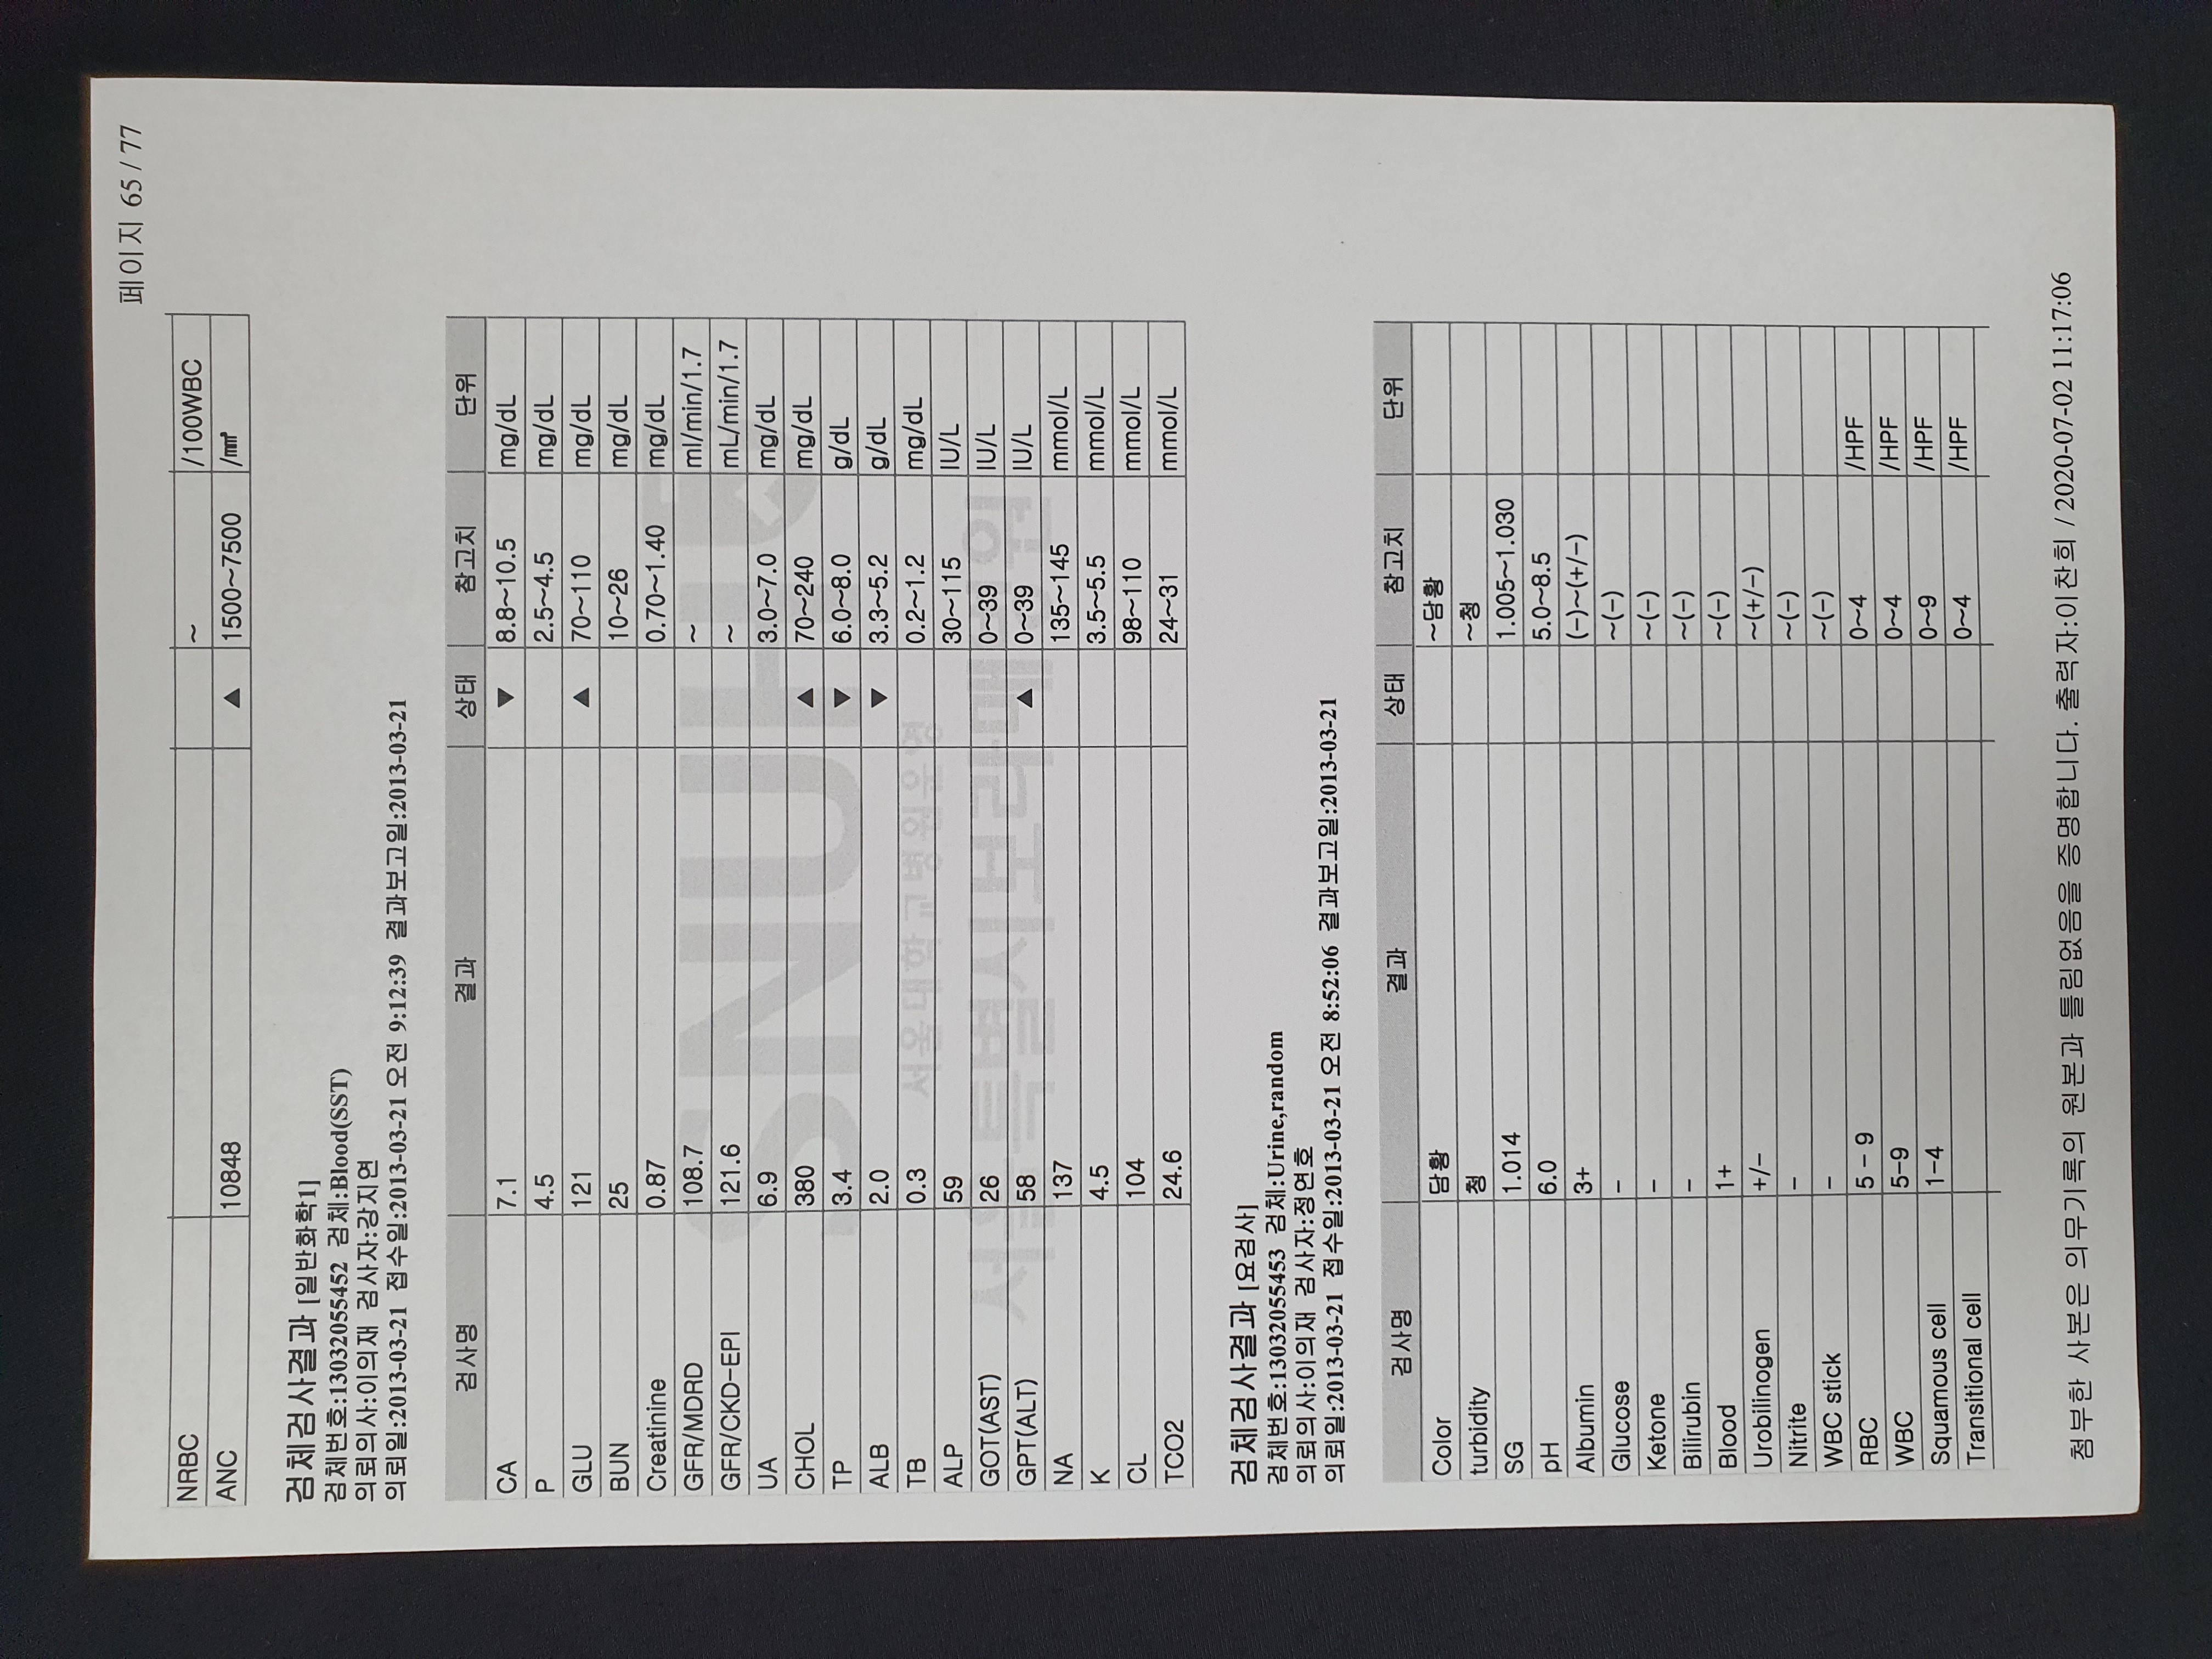 페이지 65 / 77
NRBC ~ /100WBC
ANC 10848 ▲ 1500~7500 /㎣
검체검사결과 [일반화학1]
검체번호:13032055452 검체:Blood(SST)
의뢰의사:이의재 검사자:강지연
의뢰일:2013-03-21 접수일:2013-03-21 오전 9:12:39 결과보고일:2013-03-21
검사명 결과 상태 참고치 단위
CA 7.1 ▼ 8.8~10.5 mg/dL
P 4.5 2.5~4.5 mg/dL
GLU 121 ▲ 70~110 mg/dL
BUN 25 10~26 mg/dL
Creatinine 0.87 0.70~1.40 mg/dL
GFR/MDRD 108.7 ~ ml/min/1.7
GFR/CKD-EPI 121.6 ~ mL/min/1.7
UA 6.9 3.0~7.0 mg/dL
CHOL 380 ▲ 70~240 mg/dL
TP 3.4 ▼ 6.0~8.0 g/dL
ALB 2.0 ▼ 3.3~5.2 g/dL
TB 0.3 0.2~1.2 mg/dL
ALP 59 30~115 IU/L
GOT(AST) 26 0~39 IU/L
GPT(ALT) 58 ▲ 0~39 IU/L
NA 137 135~145 mmol/L
K 4.5 3.5~5.5 mmol/L
CL 104 98~110 mmol/L
TCO2 24.6 24~31 mmol/L
SNUH
서울대학교병원운영
서울특별시보라매병원
검체검사결과 [요검사]
검체번호:13032055453 검체:Urine,random
의뢰의사:이의재 검사자:정연호
의뢰일:2013-03-21 접수일:2013-03-21 오전 8:52:06 결과보고일:2013-03-21
검사명 결과 상태 참고치 단위
Color 담황 ~담황
turbidity 청 ~청
SG 1.014 1.005~1.030
pH 6.0 5.0~8.5
Albumin 3+ (-)~(+/-)
Glucose - ~(-)
Ketone - ~(-)
Bilirubin - ~(-)
Blood 1+ ~(-)
Urobilinogen +/- ~(+/-)
Nitrite - ~(-)
WBC stick - ~(-)
RBC 5 - 9 0~4 /HPF
WBC 5-9 0~4 /HPF
Squamous cell 1-4 0~9 /HPF
Transitional cell 0~4 /HPF
첨부한 사본은 의무기록의 원본과 틀림없음을 증명합니다. 출력자:이찬희 / 2020-07-02 11:17:06